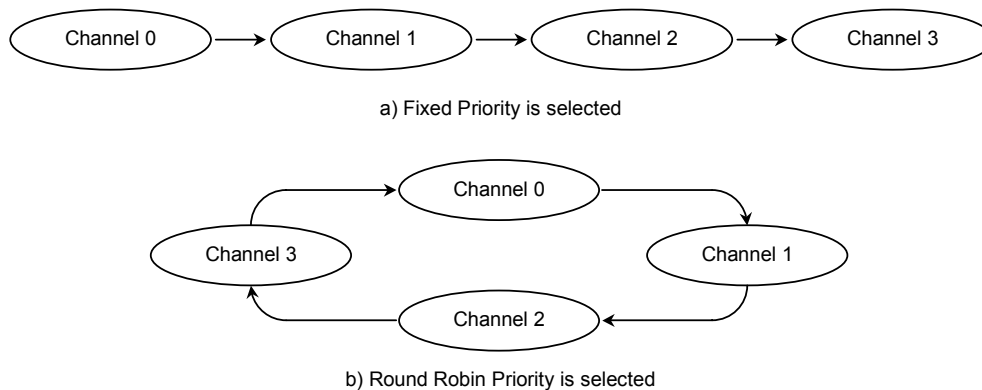 Channel 0
Channel 1
Channel 2
Channel 3
a) Fixed Priority is selected
Channel 0
Channel 3
Channel 1
Channel 2
b) Round Robin Priority is selected